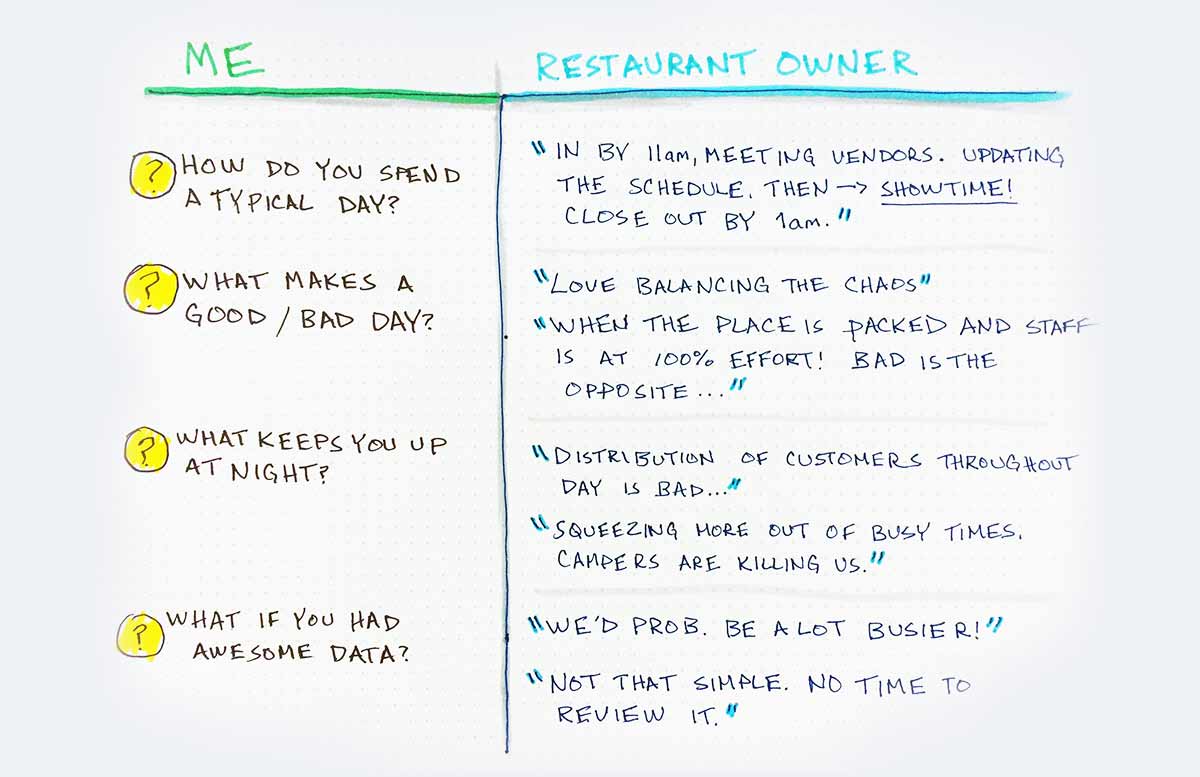 ME
RESTAURANT OWNER
?
HOW DO YOU SPEND
A TYPICAL DAY?
"IN BY 11am, MEETING VENDORS. UPDATING
THE SCHEDULE. THEN → SHOWTIME!
CLOSE OUT BY 1am."
?
WHAT MAKES A
GOOD / BAD DAY?
"LOVE BALANCING THE CHAOS"
"WHEN THE PLACE IS PACKED AND STAFF
IS AT 100% EFFORT! BAD IS THE
OPPOSITE..."
?
WHAT KEEPS YOU UP
AT NIGHT?
"DISTRIBUTION OF CUSTOMERS THROUGHOUT
DAY IS BAD..."
"SQUEEZING MORE OUT OF BUSY TIMES.
CAMPERS ARE KILLING US."
?
WHAT IF YOU HAD
AWESOME DATA?
"WE'D PROB. BE A LOT BUSIER!"
"NOT THAT SIMPLE. NO TIME TO
REVIEW IT."